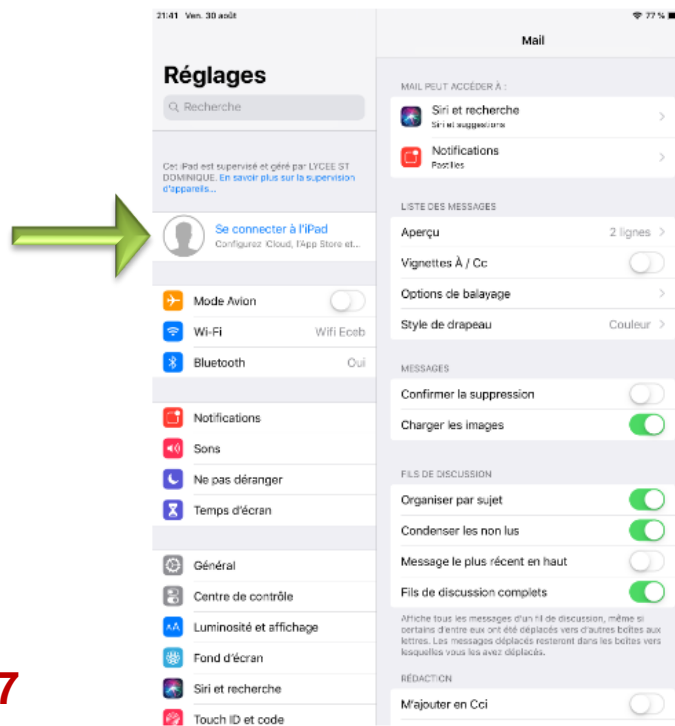 21:41 Ven. 30 août
77 %
Réglages
Recherche
Cet iPad est supervisé et géré par LYCEE ST
DOMINIQUE. En savoir plus sur la supervision
d'appareils...
Se connecter à l'iPad
Configurez iCloud, l'App Store et...
Mode Avion
Wi-Fi Wifi Eceb
Bluetooth Oui
Notifications
Sons
Ne pas déranger
Temps d'écran
Général
Centre de contrôle
AA Luminosité et affichage
Fond d'écran
Siri et recherche
Touch ID et code
7
Mail
MAIL PEUT ACCÉDER À :
Siri et recherche
Siri et suggestions
Notifications
Pastilles
LISTE DES MESSAGES
Aperçu 2 lignes
Vignettes À / Cc
Options de balayage
Style de drapeau Couleur
MESSAGES
Confirmer la suppression
Charger les images
FILS DE DISCUSSION
Organiser par sujet
Condenser les non lus
Message le plus récent en haut
Fils de discussion complets
Affiche tous les messages d'un fil de discussion, même si
certains d'entre eux ont été déplacés vers d'autres boîtes aux
lettres. Les messages déplacés resteront dans les boîtes vers
lesquelles vous les avez déplacés.
RÉDACTION
M'ajouter en Cci